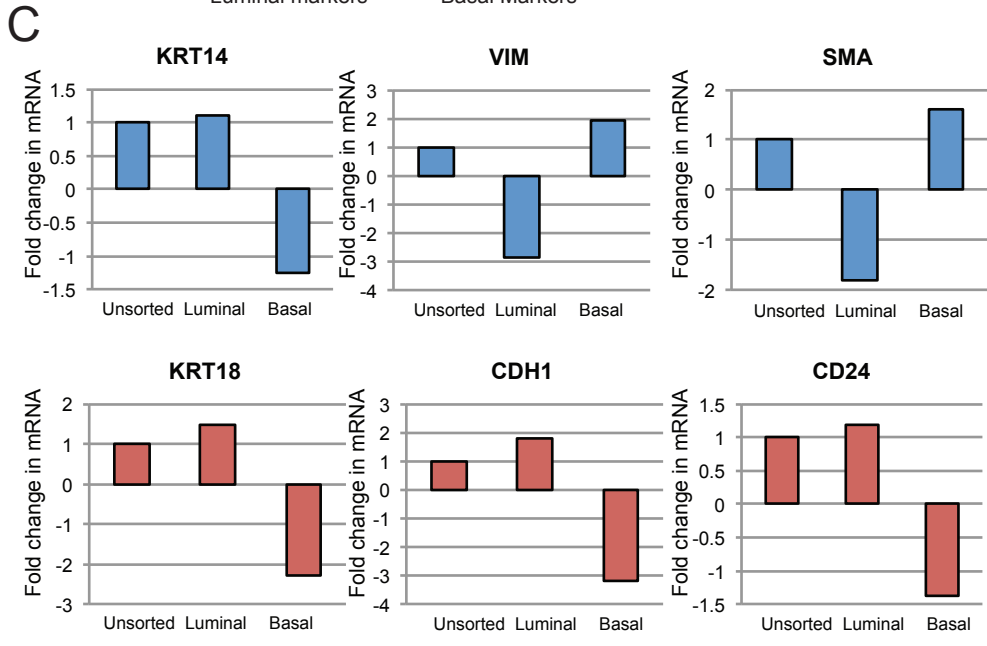 Luminal markers Basal Markers
C
KRT14 VIM SMA
Fold change in mRNA
1.5
1
0.5
0
-0.5
-1
-1.5
Unsorted Luminal Basal
Fold change in mRNA
3
2
1
0
-1
-2
-3
-4
Unsorted Luminal Basal
Fold change in mRNA
2
1
0
-1
-2
Unsorted Luminal Basal
KRT18 CDH1 CD24
Fold change in mRNA
2
1
0
-1
-2
-3
Unsorted Luminal Basal
Fold change in mRNA
3
2
1
0
-1
-2
-3
-4
Unsorted Luminal Basal
Fold change in mRNA
1.5
1
0.5
0
-0.5
-1
-1.5
Unsorted Luminal Basal